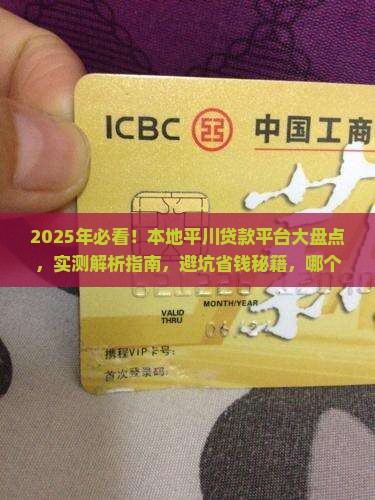 ICBC 中国工商
2025年必看！本地平川贷款平台大盘点
，实测解析指南，避坑省钱秘籍，哪个
VALID
THRU
携程VIP卡号：
首次登录码：